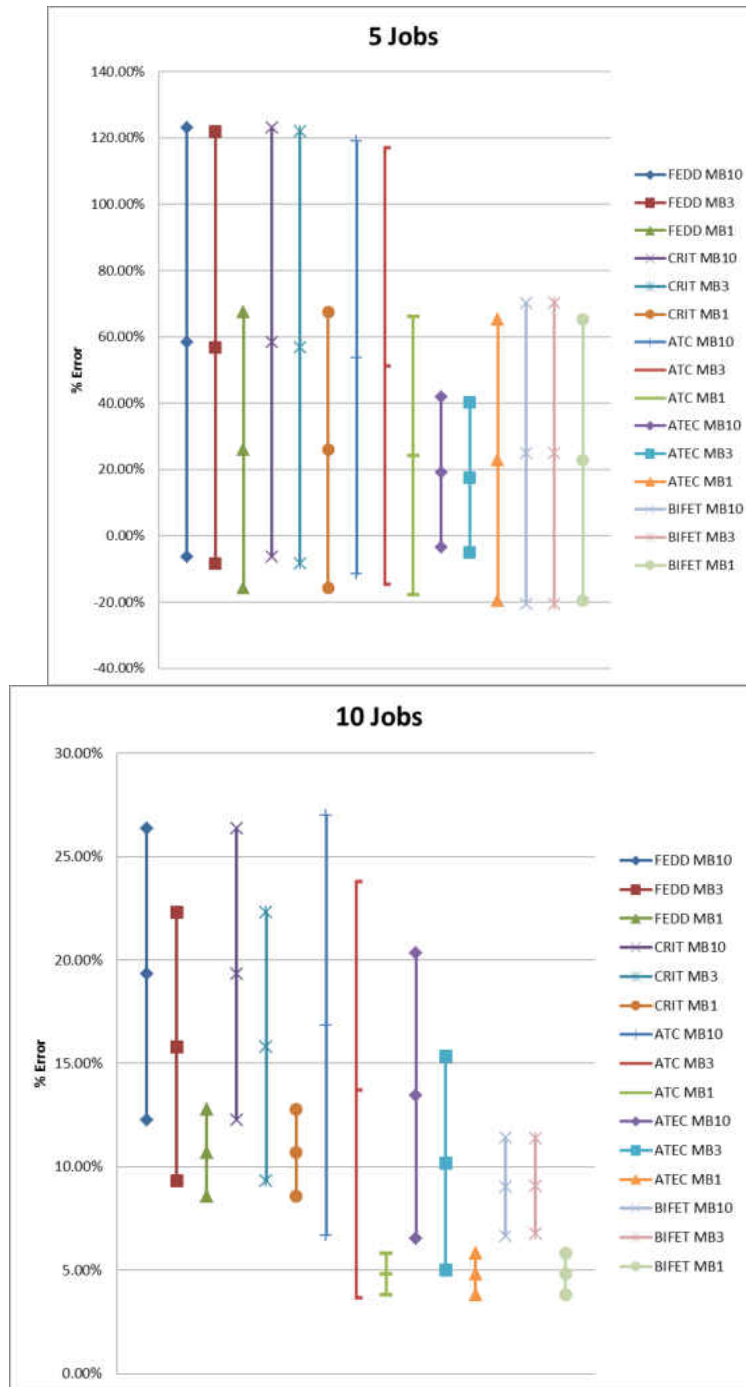 5 Jobs
140.00%
120.00%
100.00%
80.00%
60.00%
40.00%
20.00%
0.00%
-20.00%
-40.00%
% Error
FEDD MB10
FEDD MB3
FEDD MB1
CRIT MB10
CRIT MB3
CRIT MB1
ATC MB10
ATC MB3
ATC MB1
ATEC MB10
ATEC MB3
ATEC MB1
BIFET MB10
BIFET MB3
BIFET MB1
10 Jobs
30.00%
25.00%
20.00%
15.00%
10.00%
5.00%
0.00%
% Error
FEDD MB10
FEDD MB3
FEDD MB1
CRIT MB10
CRIT MB3
CRIT MB1
ATC MB10
ATC MB3
ATC MB1
ATEC MB10
ATEC MB3
ATEC MB1
BIFET MB10
BIFET MB3
BIFET MB1